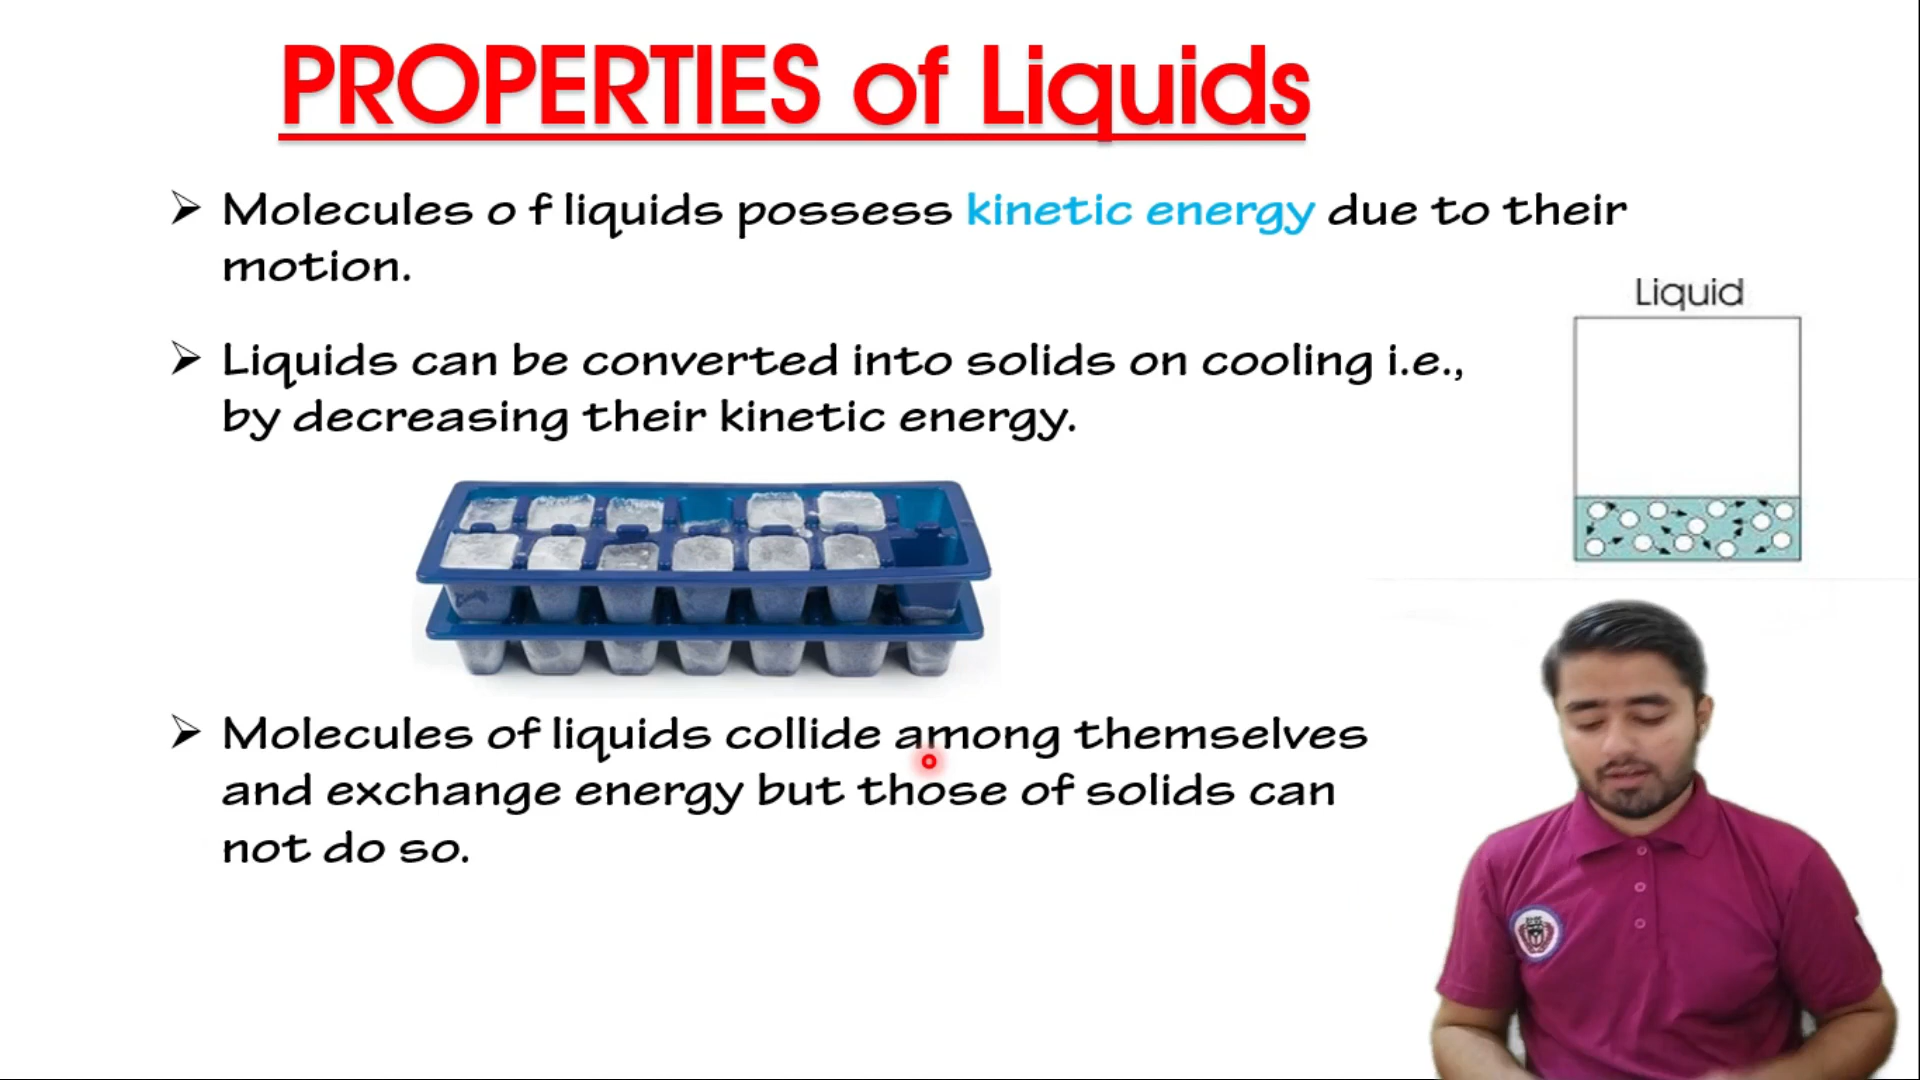 PROPERTIES of Liquids
➢ Molecules o f liquids possess kinetic energy due to their
motion.
Liquid
➢ Liquids can be converted into solids on cooling i.e.,
by decreasing their kinetic energy.
➢ Molecules of liquids collide among themselves
and exchange energy but those of solids can
not do so.